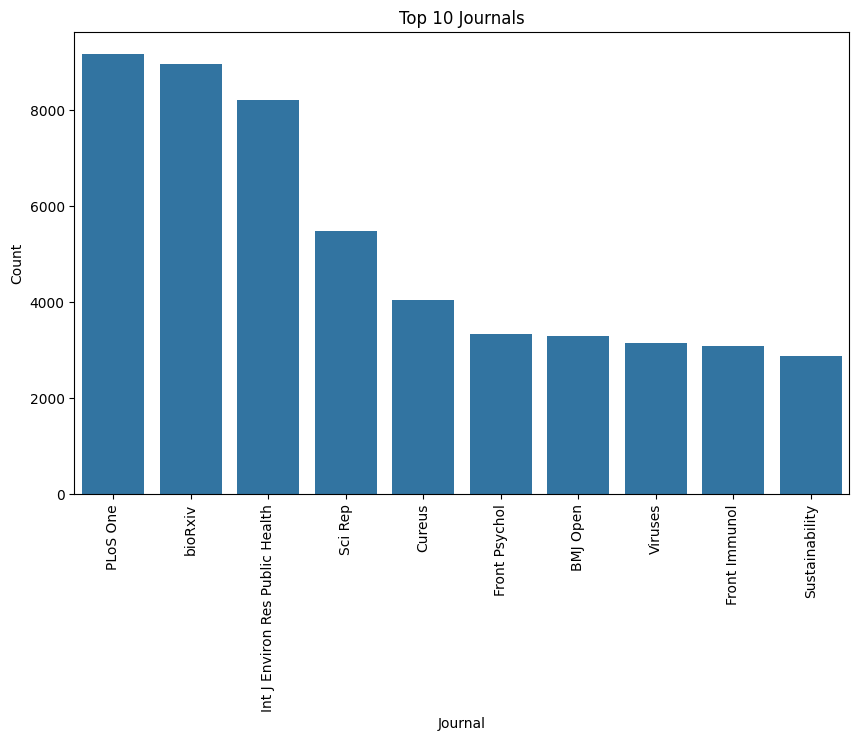 Top 10 Journals
Count
8000
6000
4000
2000
0
PLoS One
bioRxiv
Int J Environ Res Public Health
Sci Rep
Cureus
Front Psychol
BMJ Open
Viruses
Front Immunol
Sustainability
Journal